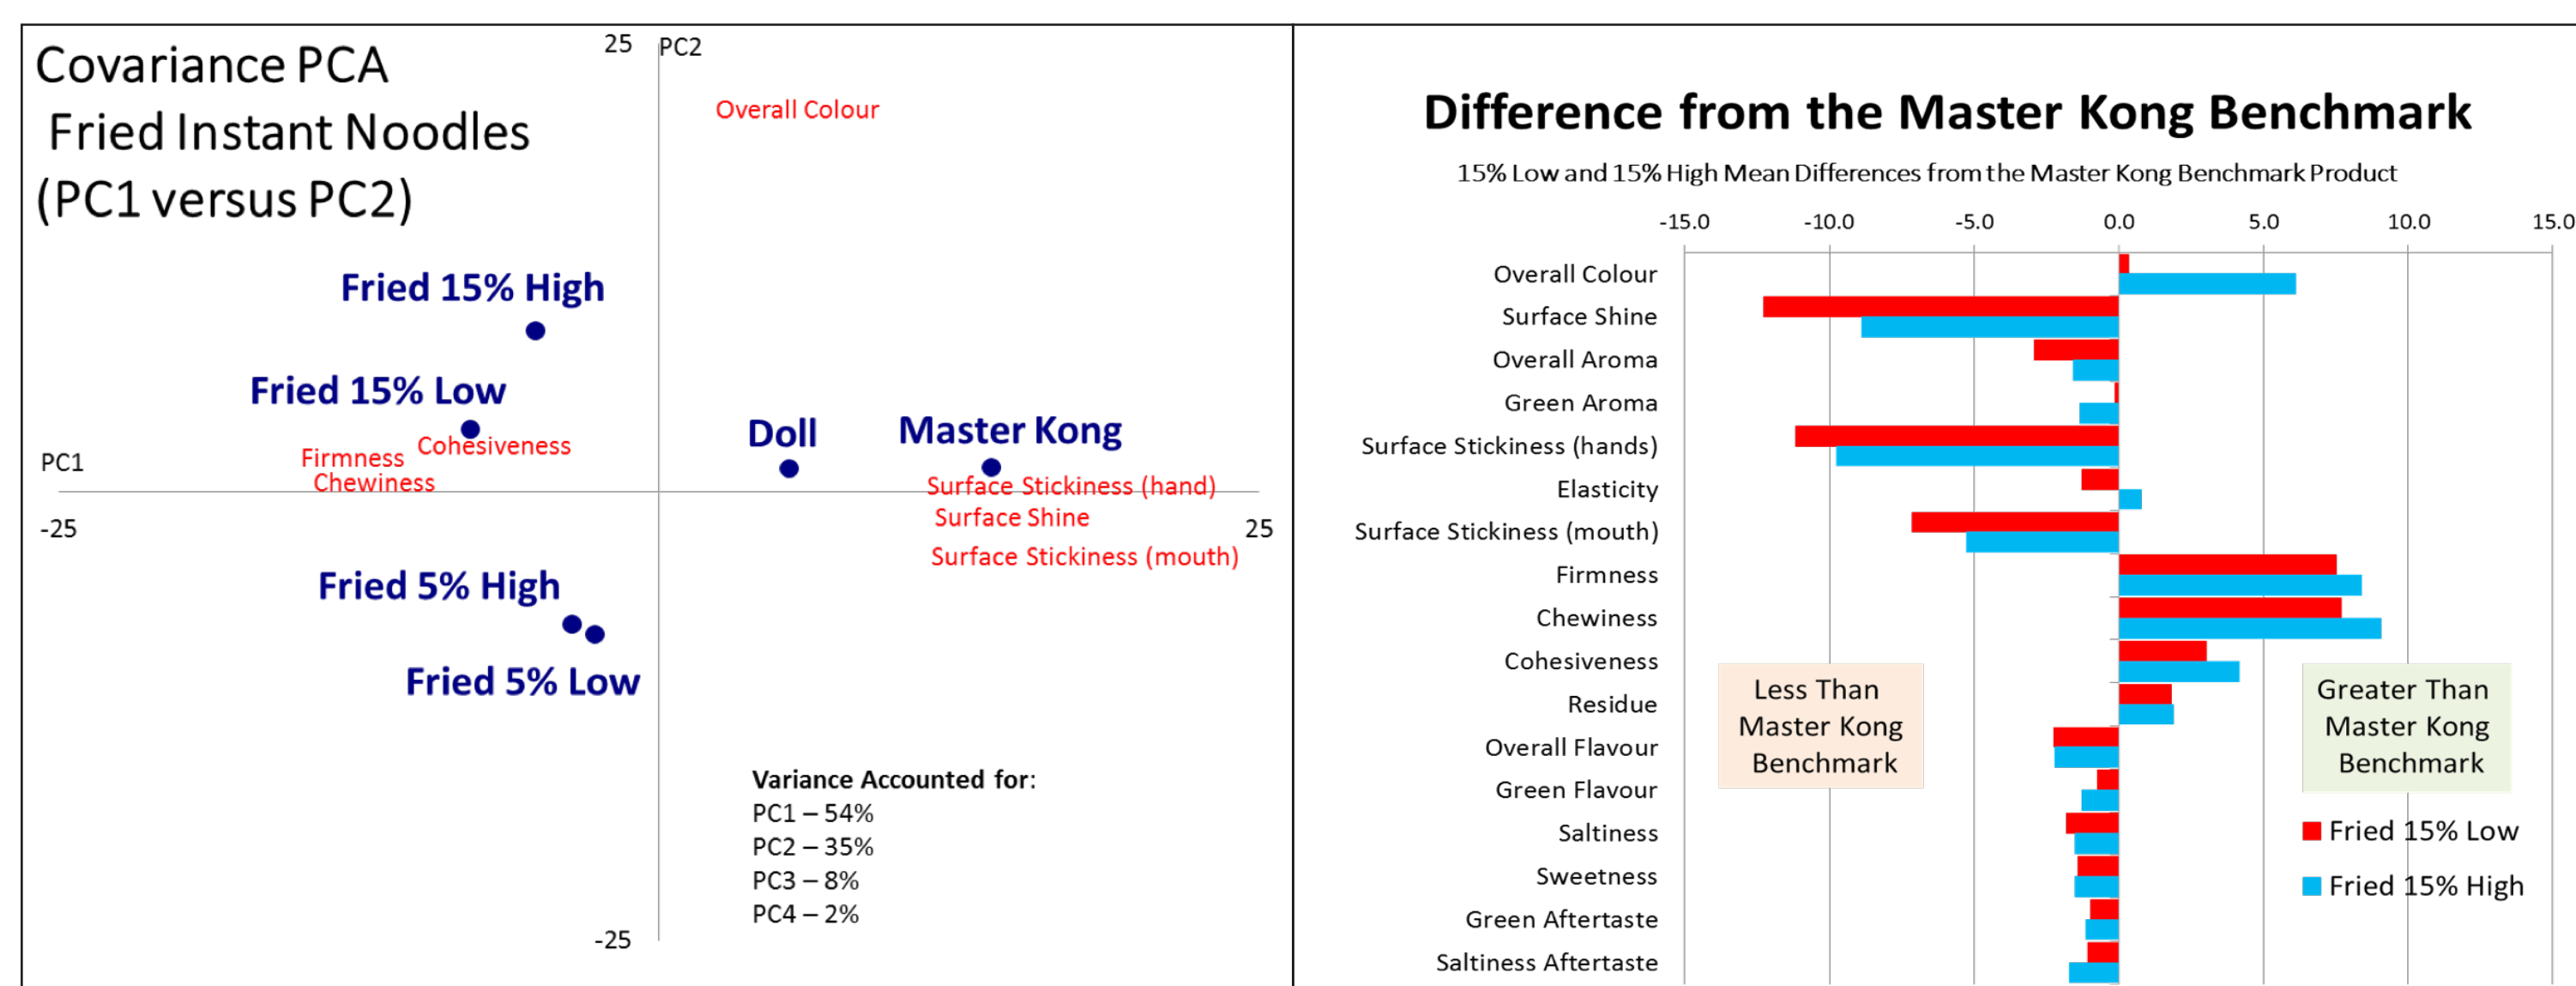 Covariance PCA
Fried Instant Noodles
(PC1 versus PC2)
25
PC2
Overall Colour
Fried 15% High
Fried 15% Low
Cohesiveness
Firmness
Chewiness
PC1
-25
Doll
Master Kong
Surface Stickiness (hand)
Surface Shine
25
Surface Stickiness (mouth)
Fried 5% High
Fried 5% Low
Variance Accounted for:
PC1 – 54%
PC2 – 35%
PC3 – 8%
PC4 – 2%
-25
Difference from the Master Kong Benchmark
15% Low and 15% High Mean Differences from the Master Kong Benchmark Product
-15.0 -10.0 -5.0 0.0 5.0 10.0 15.0
Overall Colour
Surface Shine
Overall Aroma
Green Aroma
Surface Stickiness (hands)
Elasticity
Surface Stickiness (mouth)
Firmness
Chewiness
Cohesiveness
Residue
Overall Flavour
Green Flavour
Saltiness
Sweetness
Green Aftertaste
Saltiness Aftertaste
Less Than
Master Kong
Benchmark
Greater Than
Master Kong
Benchmark
Fried 15% Low
Fried 15% High